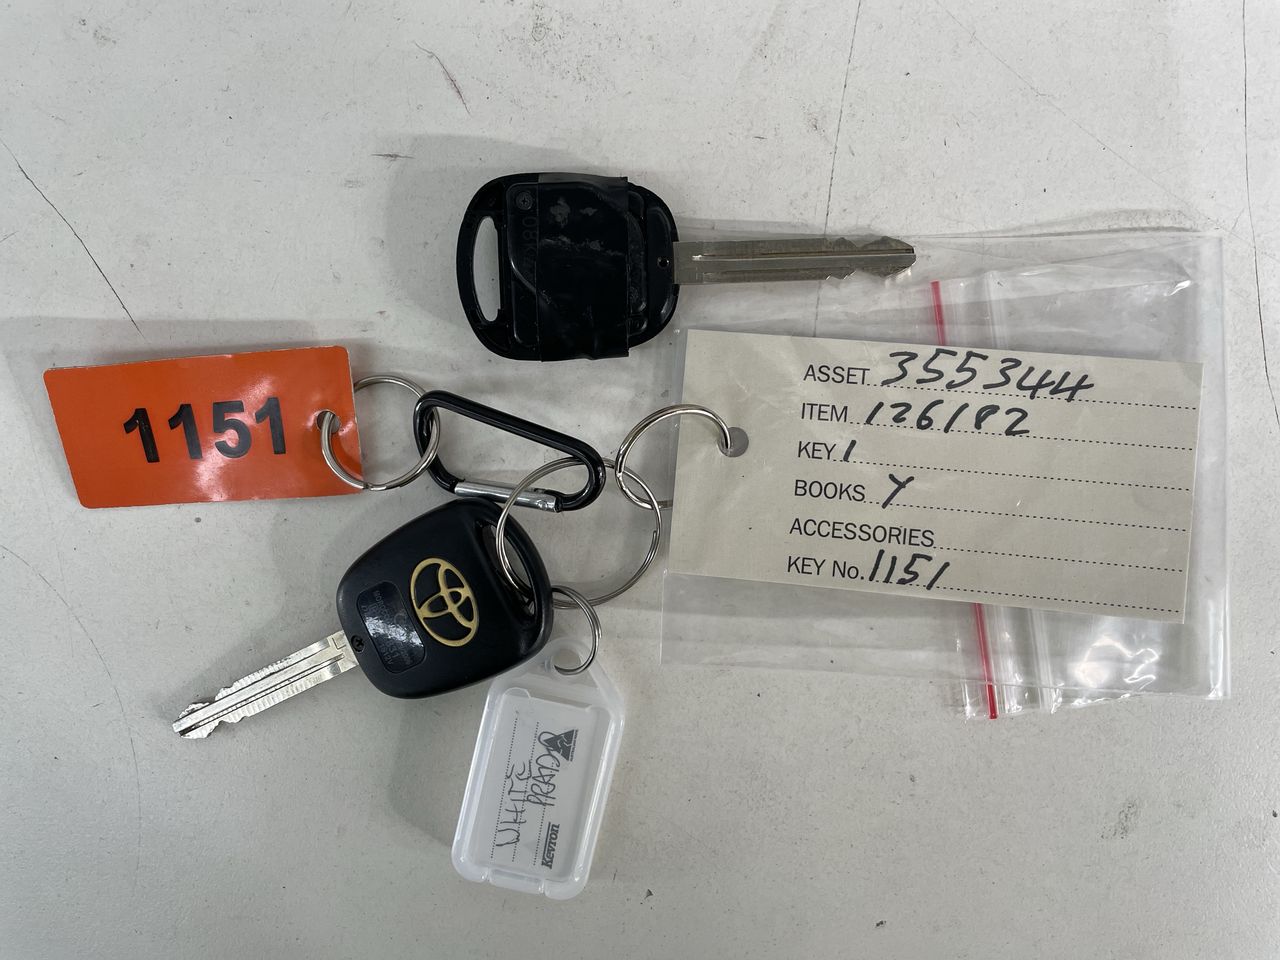 1151
ASSET 355344
ITEM 126182
KEY 1
BOOKS Y
ACCESSORIES
KEY No. 1151
WHITE
PRADO
Kevron